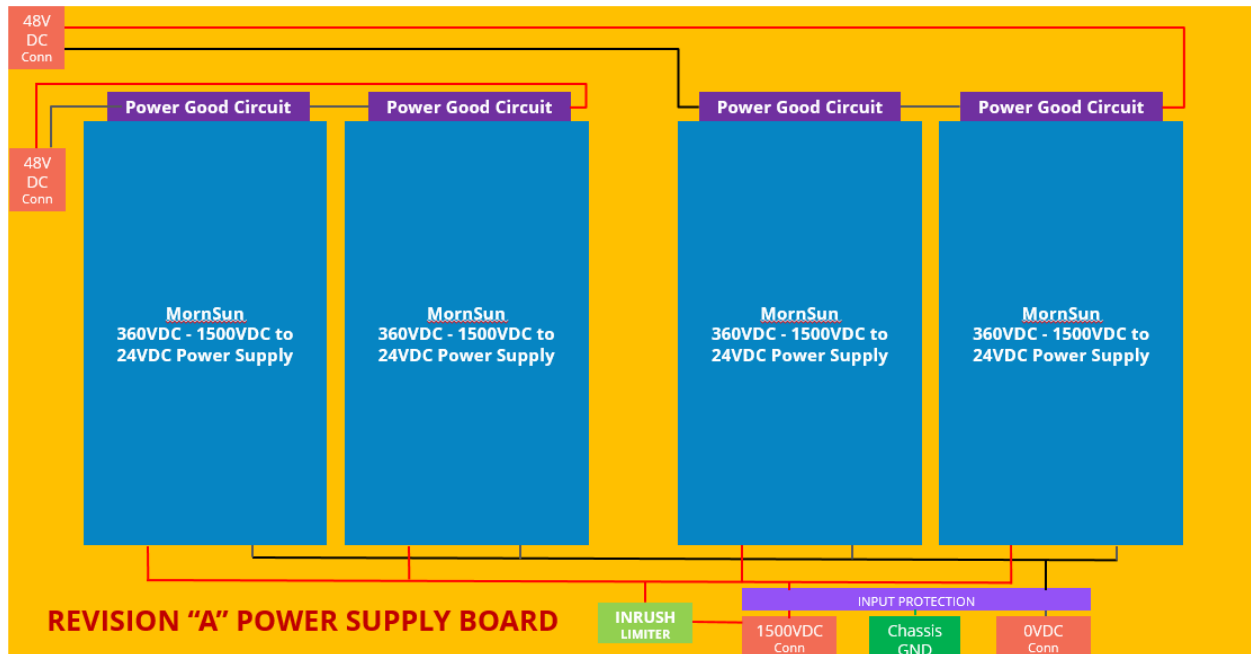 48V
DC
Conn
Power Good Circuit
Power Good Circuit
Power Good Circuit
Power Good Circuit
48V
DC
Conn
MornSun
360VDC - 1500VDC to
24VDC Power Supply
MornSun
360VDC - 1500VDC to
24VDC Power Supply
MornSun
360VDC - 1500VDC to
24VDC Power Supply
MornSun
360VDC - 1500VDC to
24VDC Power Supply
REVISION “A” POWER SUPPLY BOARD
INRUSH
LIMITER
INPUT PROTECTION
1500VDC
Conn
Chassis
GND
0VDC
Conn